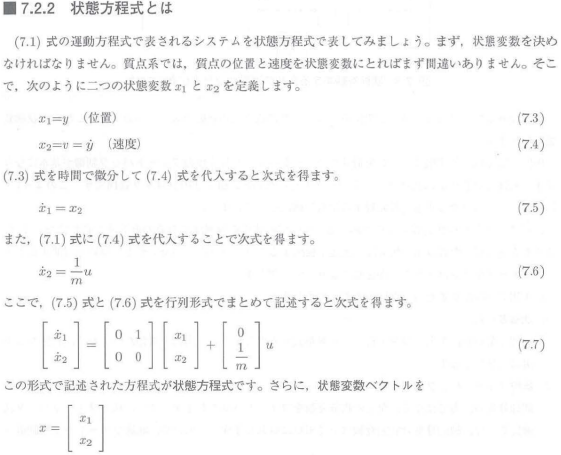 ■ 7.2.2 状態方程式とは
(7.1) 式の運動方程式で表されるシステムを状態方程式で表してみましょう。まず，状態変数を決め
なければなりません。質点系では，質点の位置と速度を状態変数にとればまず間違いありません。そこ
で，次のように二つの状態変数 x₁ と x₂ を定義します。
x₁=y （位置） (7.3)
x₂=v = ẏ （速度） (7.4)
(7.3) 式を時間で微分して (7.4) 式を代入すると次式を得ます。
ẋ₁ = x₂ (7.5)
また，(7.1) 式に (7.4) 式を代入することで次式を得ます。
ẋ₂ = 1/m u (7.6)
ここで，(7.5) 式と (7.6) 式を行列形式でまとめて記述すると次式を得ます。
[ẋ₁ ; ẋ₂] = [0 1 ; 0 0] [x₁ ; x₂] + [0 ; 1/m] u (7.7)
この形式で記述された方程式が状態方程式です。さらに，状態変数ベクトルを
x = [x₁ ; x₂]